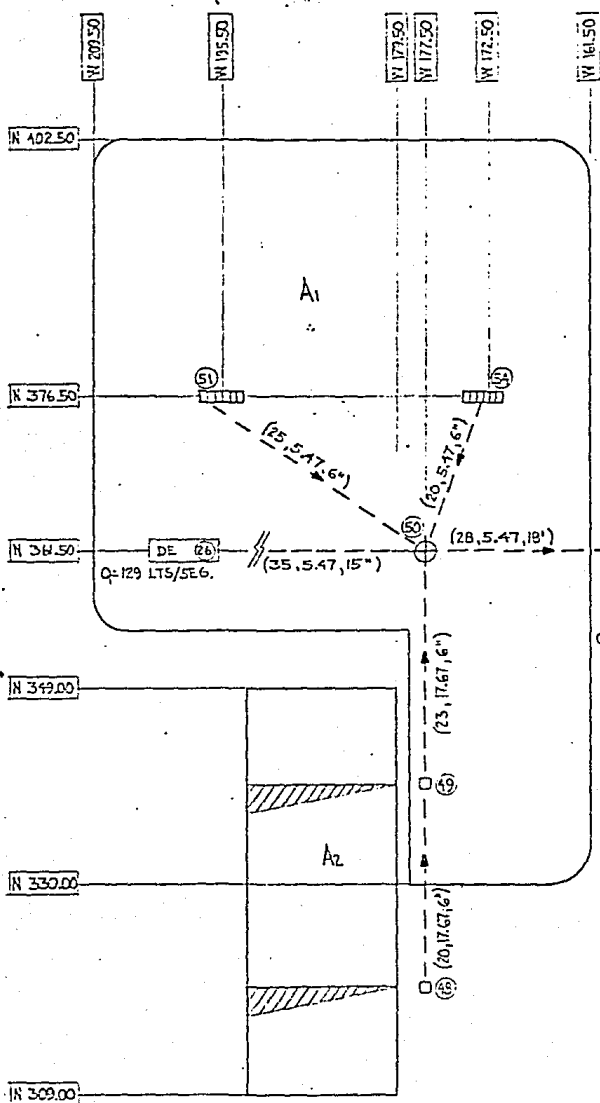 W 209.50
W 195.50
W 179.50
W 177.50
W 172.50
W 161.50
N 402.50
A1
N 376.50
51
54
(25, 5.47, 6")
(20, 5.47, 6")
50
N 361.50
DE 26
(35, 5.47, 15")
(28, 5.47, 18")
Q=129 LTS/SEG.
(23, 17.67, 6")
N 349.00
49
A2
N 330.00
(20, 17.67, 6")
48
N 309.00